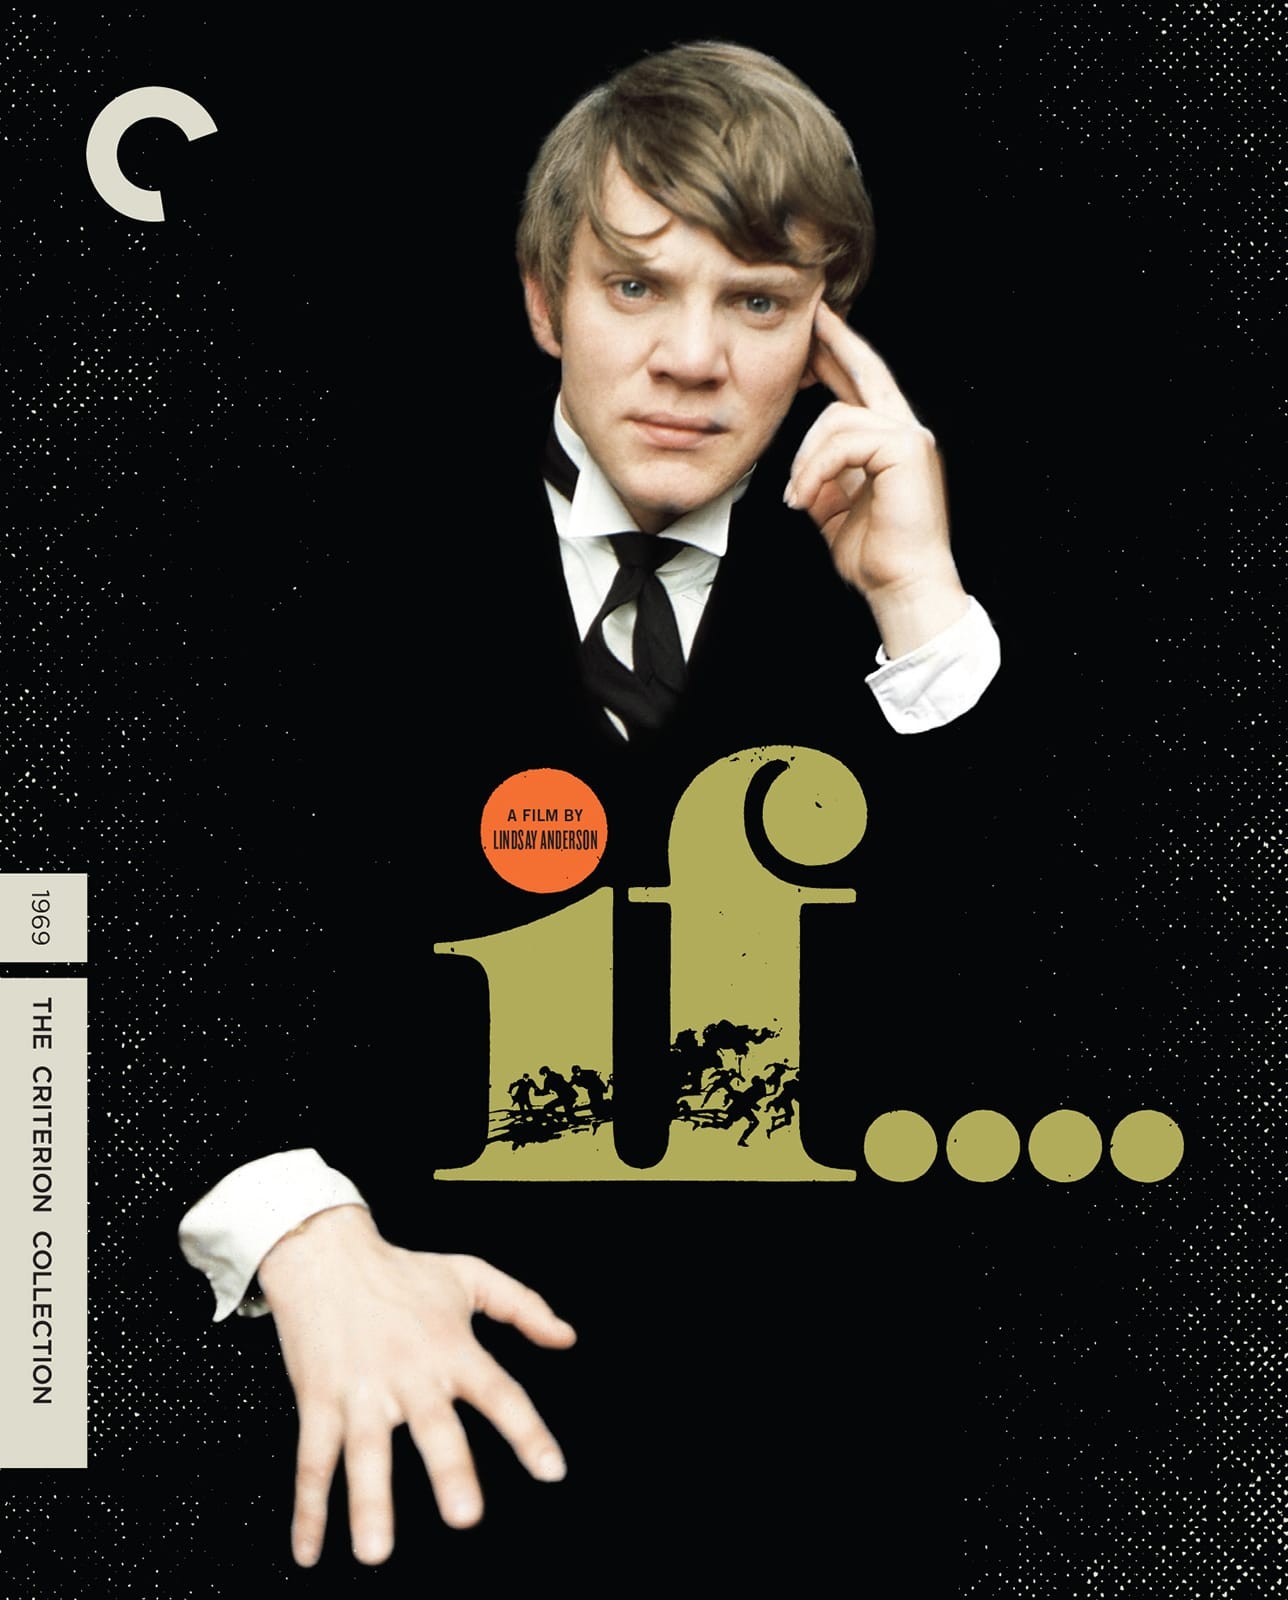 A FILM BY
LINDSAY ANDERSON
if....
1969
THE CRITERION COLLECTION